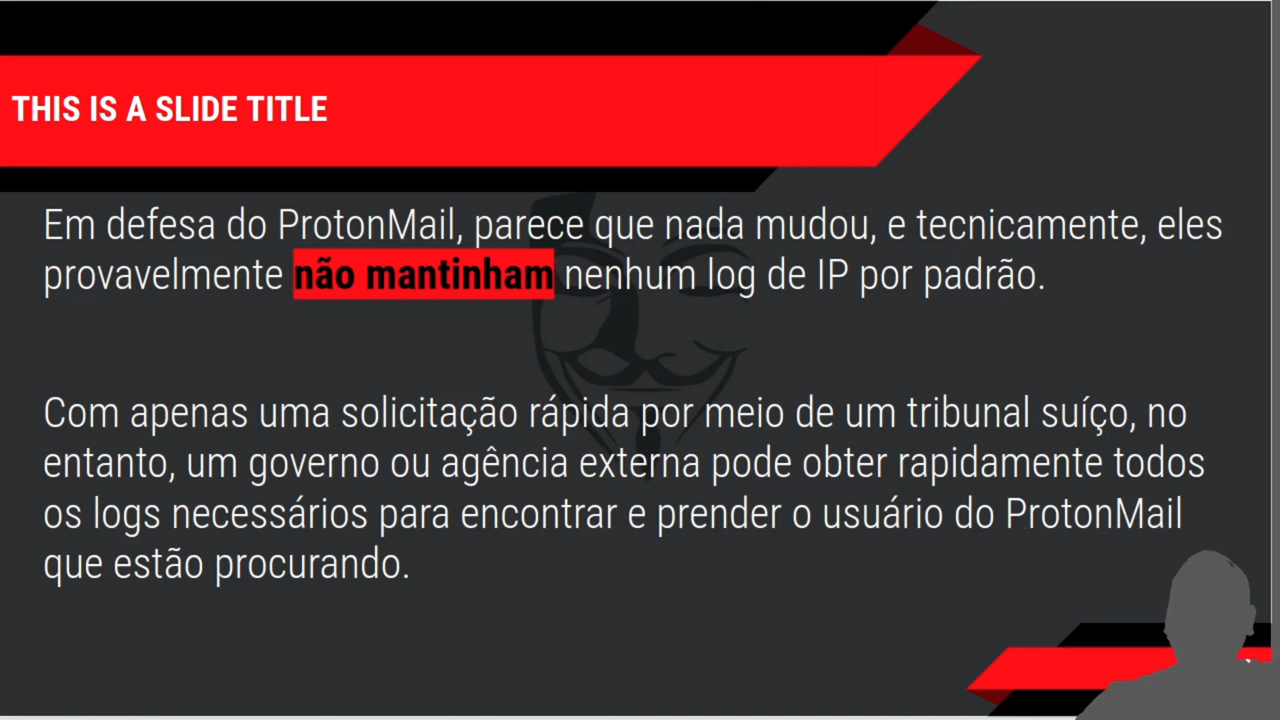 THIS IS A SLIDE TITLE
Em defesa do ProtonMail, parece que nada mudou, e tecnicamente, eles
provavelmente não mantinham nenhum log de IP por padrão.
Com apenas uma solicitação rápida por meio de um tribunal suíço, no
entanto, um governo ou agência externa pode obter rapidamente todos
os logs necessários para encontrar e prender o usuário do ProtonMail
que estão procurando.